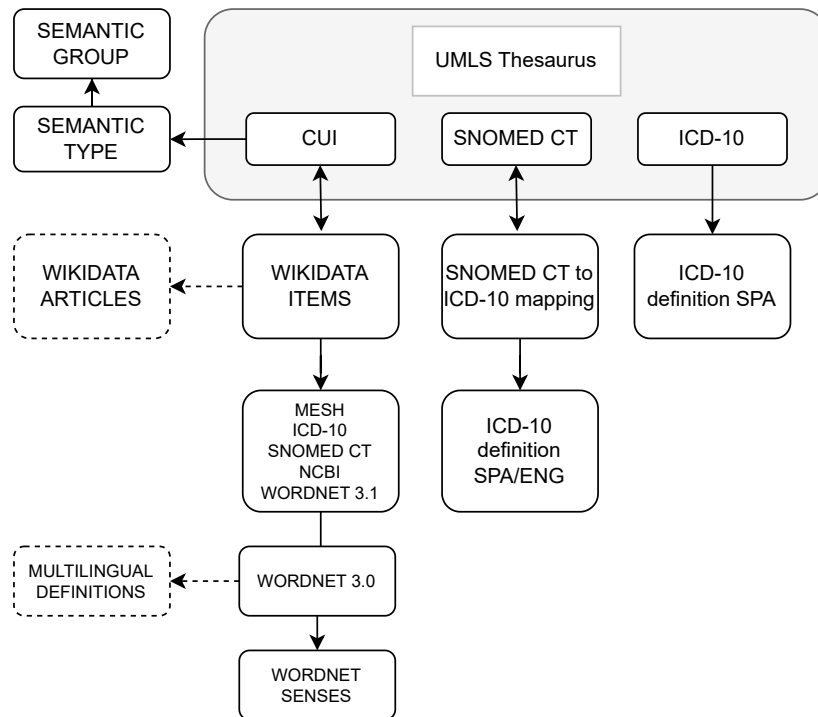 SEMANTIC
GROUP
UMLS Thesaurus
SEMANTIC
TYPE
CUI
SNOMED CT
ICD-10
WIKIDATA
ARTICLES
WIKIDATA
ITEMS
SNOMED CT to
ICD-10 mapping
ICD-10
definition SPA
MESH
ICD-10
SNOMED CT
NCBI
WORDNET 3.1
ICD-10
definition
SPA/ENG
MULTILINGUAL
DEFINITIONS
WORDNET 3.0
WORDNET
SENSES